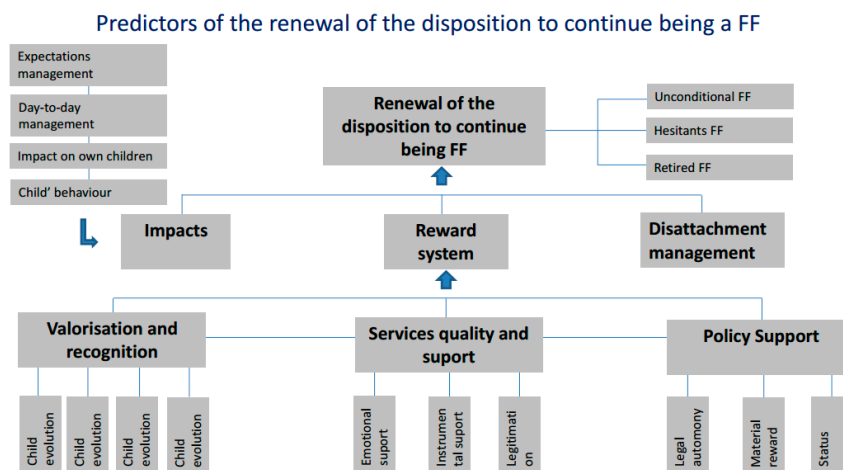 Predictors of the renewal of the disposition to continue being a FF
Expectations
management
Day-to-day
management
Impact on own children
Child' behaviour
Renewal of the
disposition to continue
being FF
Unconditional FF
Hesitants FF
Retired FF
Impacts
Reward
system
Disattachment
management
Valorisation and
recognition
Services quality and
suport
Policy Support
Child
evolution
Child
evolution
Child
evolution
Child
evolution
Emotional
suport
Instrumen
tal suport
Legitimati
on
Legal
automony
Material
reward
Status